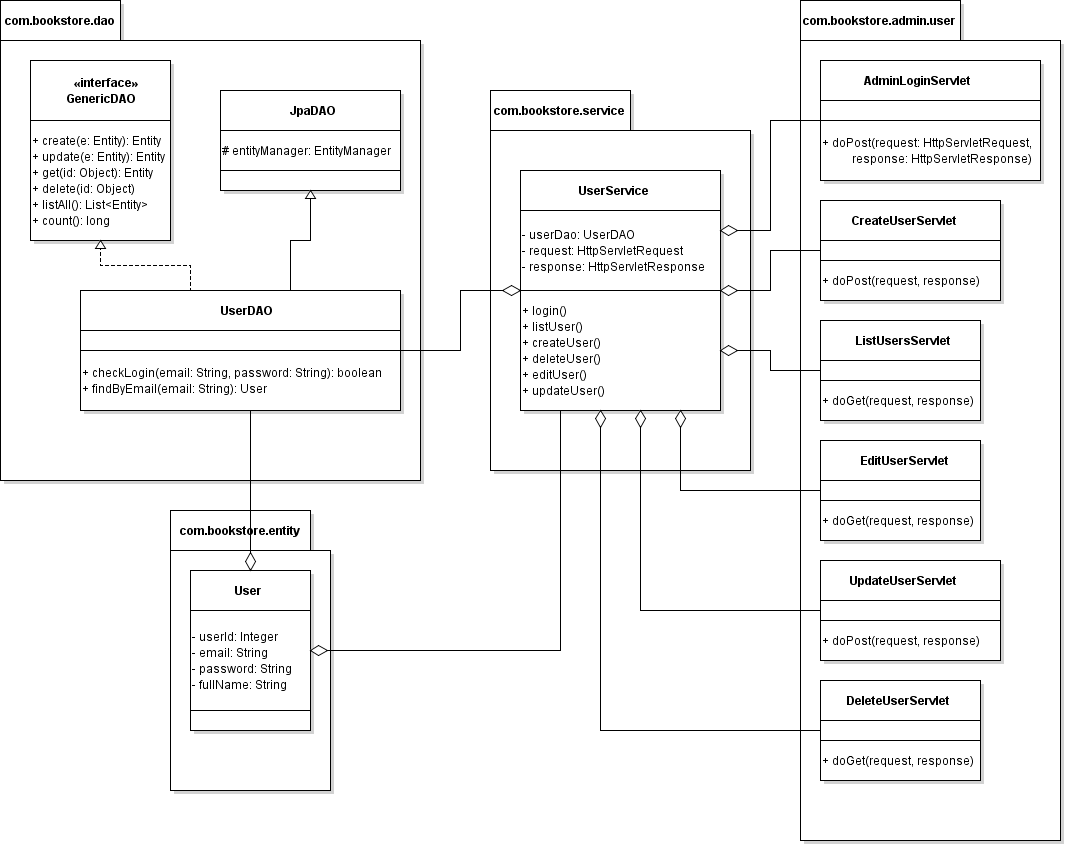 com.bookstore.dao
«interface»
GenericDAO
+ create(e: Entity): Entity
+ update(e: Entity): Entity
+ get(id: Object): Entity
+ delete(id: Object)
+ listAll(): List<Entity>
+ count(): long
JpaDAO
# entityManager: EntityManager
UserDAO
+ checkLogin(email: String, password: String): boolean
+ findByEmail(email: String): User
com.bookstore.entity
User
- userId: Integer
- email: String
- password: String
- fullName: String
com.bookstore.service
UserService
- userDao: UserDAO
- request: HttpServletRequest
- response: HttpServletResponse
+ login()
+ listUser()
+ createUser()
+ deleteUser()
+ editUser()
+ updateUser()
com.bookstore.admin.user
AdminLoginServlet
+ doPost(request: HttpServletRequest,
response: HttpServletResponse)
CreateUserServlet
+ doPost(request, response)
ListUsersServlet
+ doGet(request, response)
EditUserServlet
+ doGet(request, response)
UpdateUserServlet
+ doPost(request, response)
DeleteUserServlet
+ doGet(request, response)